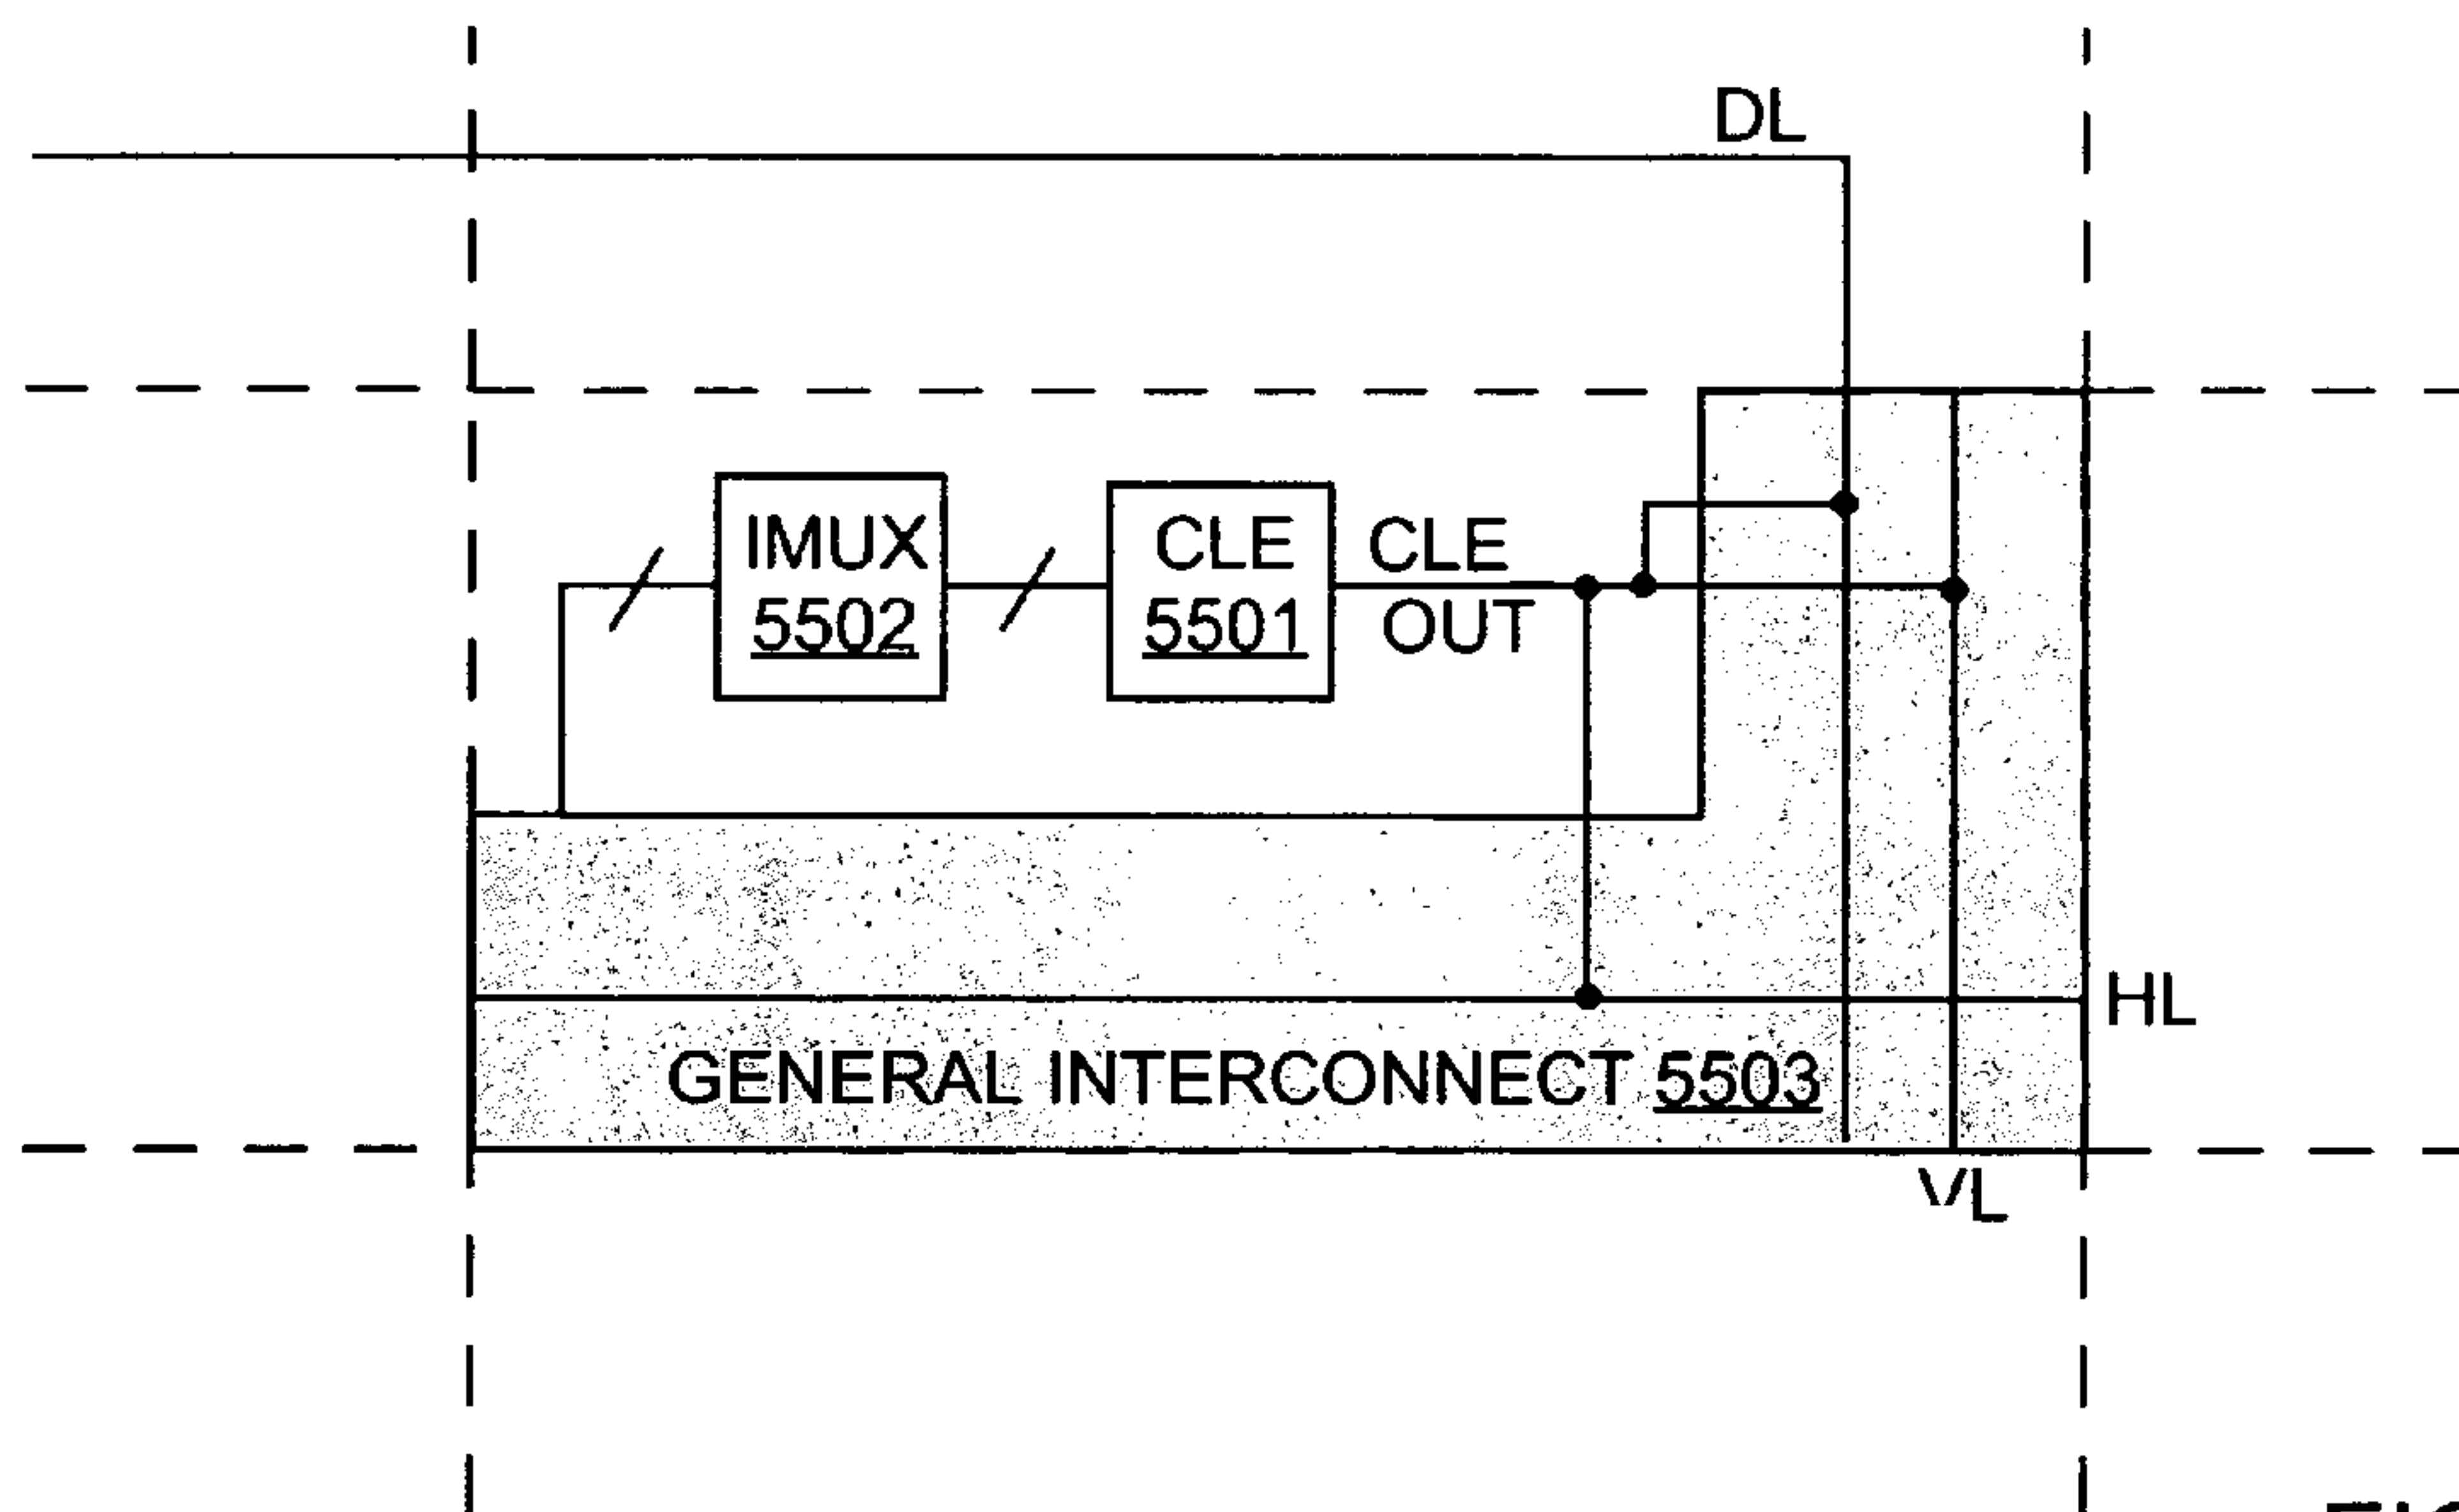 DL
IMUX
5502
CLE
5501
CLE
OUT
HL
GENERAL INTERCONNECT 5503
VL